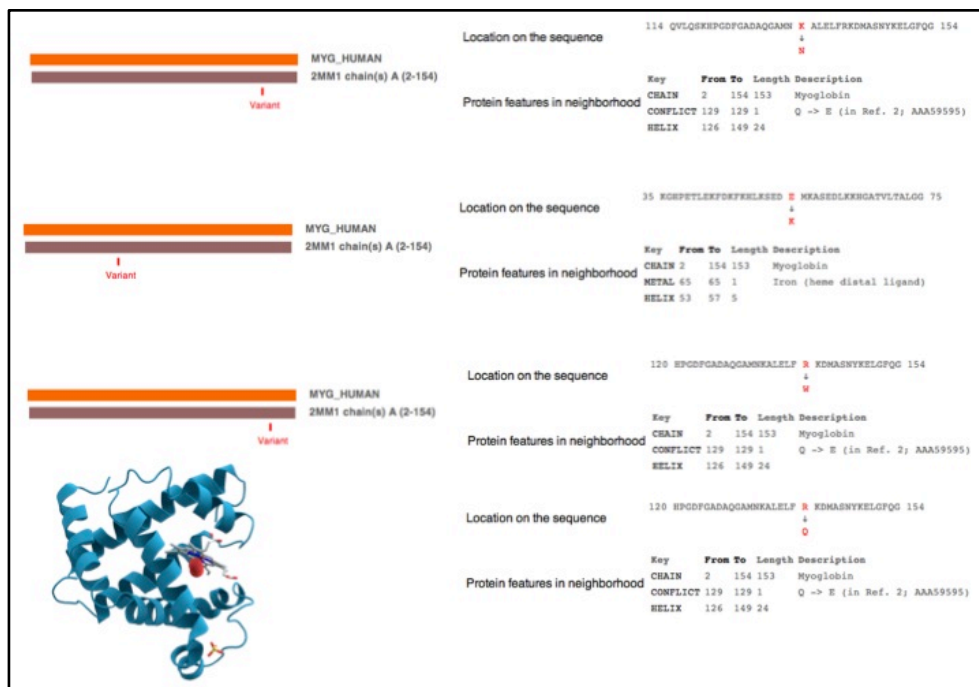 MYG_HUMAN
2MM1 chain(s) A (2-154)
Variant
Location on the sequence
114 QVLQSKHPGDFGADAQGAMN K ALELFRKDMASNYKELGFQG 154
↓
N
Protein features in neighborhood
Key From To Length Description
CHAIN 2 154 153 Myoglobin
CONFLICT 129 129 1 Q -> E (in Ref. 2; AAA59595)
HELIX 126 149 24
MYG_HUMAN
2MM1 chain(s) A (2-154)
Variant
Location on the sequence
35 KGHPETLEKFDKFKHLKSED E MKASEDLKKHGATVLTALGG 75
↓
K
Protein features in neighborhood
Key From To Length Description
CHAIN 2 154 153 Myoglobin
METAL 65 65 1 Iron (heme distal ligand)
HELIX 53 57 5
MYG_HUMAN
2MM1 chain(s) A (2-154)
Variant
Location on the sequence
120 HPGDFGADAQGAMNKALELF R KDMASNYKELGFQG 154
↓
W
Protein features in neighborhood
Key From To Length Description
CHAIN 2 154 153 Myoglobin
CONFLICT 129 129 1 Q -> E (in Ref. 2; AAA59595)
HELIX 126 149 24
Location on the sequence
120 HPGDFGADAQGAMNKALELF R KDMASNYKELGFQG 154
↓
Q
Protein features in neighborhood
Key From To Length Description
CHAIN 2 154 153 Myoglobin
CONFLICT 129 129 1 Q -> E (in Ref. 2; AAA59595)
HELIX 126 149 24